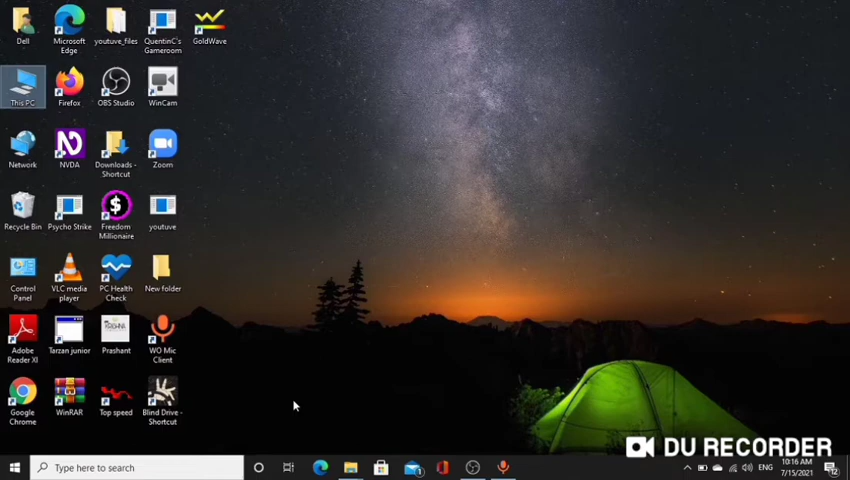 Dell
Microsoft
Edge
youtuve_files
QuentinC's
Gameroom
GoldWave
This PC
Firefox
OBS Studio
WinCam
Network
NVDA
Downloads -
Shortcut
Zoom
Recycle Bin
Psycho Strike
Freedom
Millionaire
youtuve
Control
Panel
VLC media
player
PC Health
Check
New folder
Adobe
Reader XI
Tarzan junior
Prashant
WO Mic
Client
Google
Chrome
WinRAR
Top speed
Blind Drive -
Shortcut
DU RECORDER
Type here to search
1
ENG
10:16 AM
7/15/2021
12